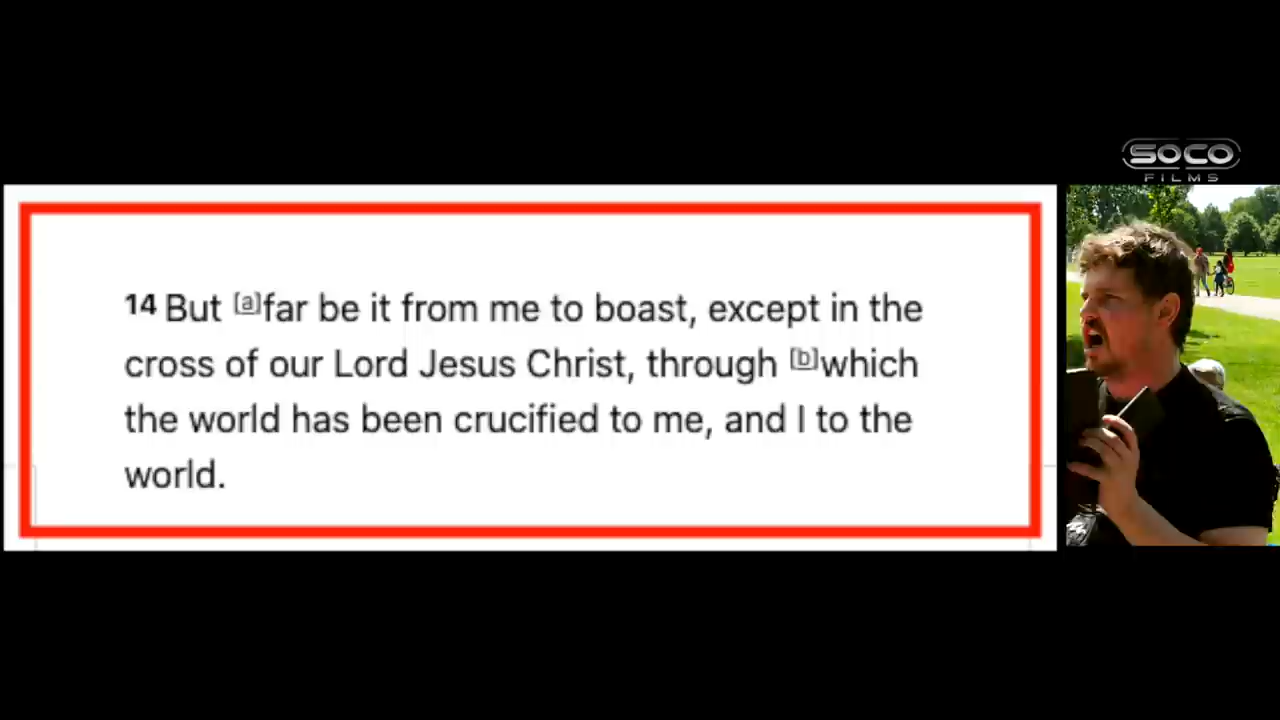 SOCO
FILMS
14 But [a]far be it from me to boast, except in the
cross of our Lord Jesus Christ, through [b]which
the world has been crucified to me, and I to the
world.